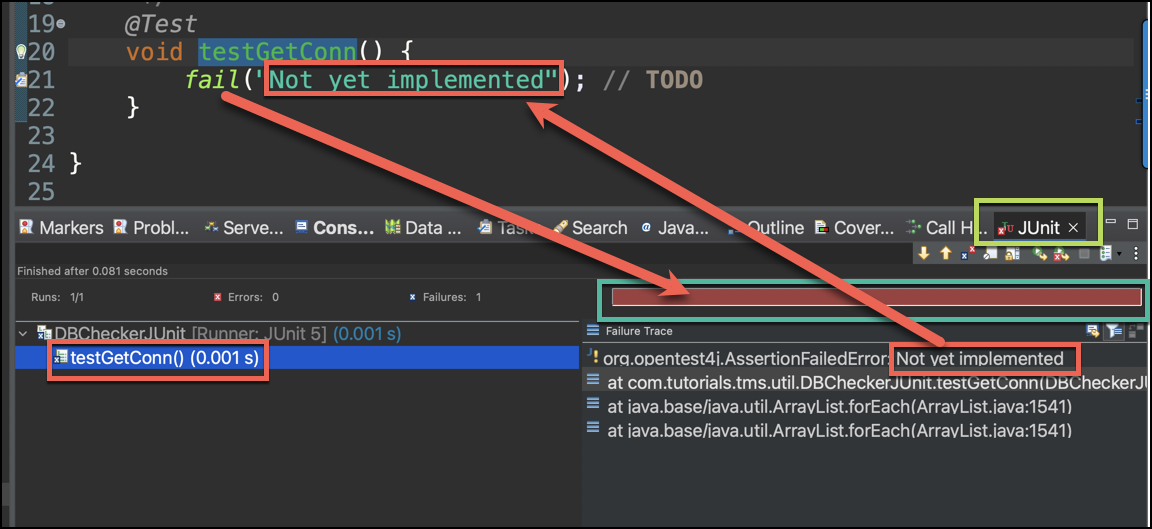 19 @Test
20 void testGetConn() {
21 fail("Not yet implemented"); // TODO
22 }
23
24 }
25
Markers Probl... Serve... Cons... Data ... Search @ Java... Outline Cover... Call H... JU JUnit ×
Finished after 0.081 seconds
Runs: 1/1 Errors: 0 Failures: 1
DBCheckerJUnit [Runner: JUnit 5] (0.001 s)
testGetConn() (0.001 s)
Failure Trace
org.opentest4j.AssertionFailedError: Not yet implemented
at com.tutorials.tms.util.DBCheckerJUnit.testGetConn(DBCheckerJU
at java.base/java.util.ArrayList.forEach(ArrayList.java:1541)
at java.base/java.util.ArrayList.forEach(ArrayList.java:1541)